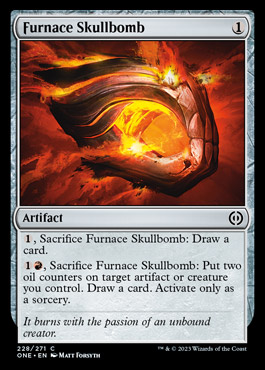 Furnace Skullbomb 1
Artifact
1, Sacrifice Furnace Skullbomb: Draw a
card.
1, Sacrifice Furnace Skullbomb: Put two
oil counters on target artifact or creature
you control. Draw a card. Activate only as
a sorcery.
It burns with the passion of an unbound
creator.
228/271 C
ONE • EN Matt Forsyth
™ & © 2023 Wizards of the Coast